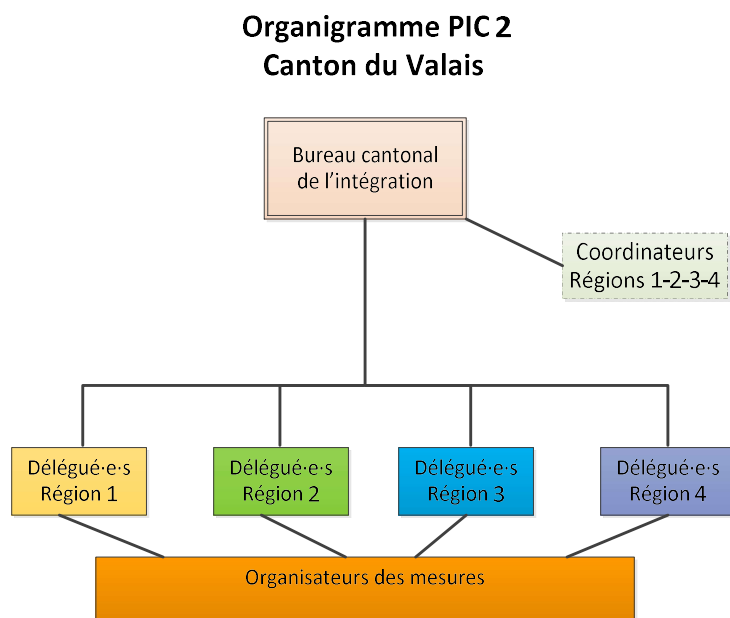 Organigramme PIC 2
Canton du Valais
Bureau cantonal
de l'intégration
Coordinateurs
Régions 1-2-3-4
Délégué·e·s
Région 1
Délégué·e·s
Région 2
Délégué·e·s
Région 3
Délégué·e·s
Région 4
Organisateurs des mesures